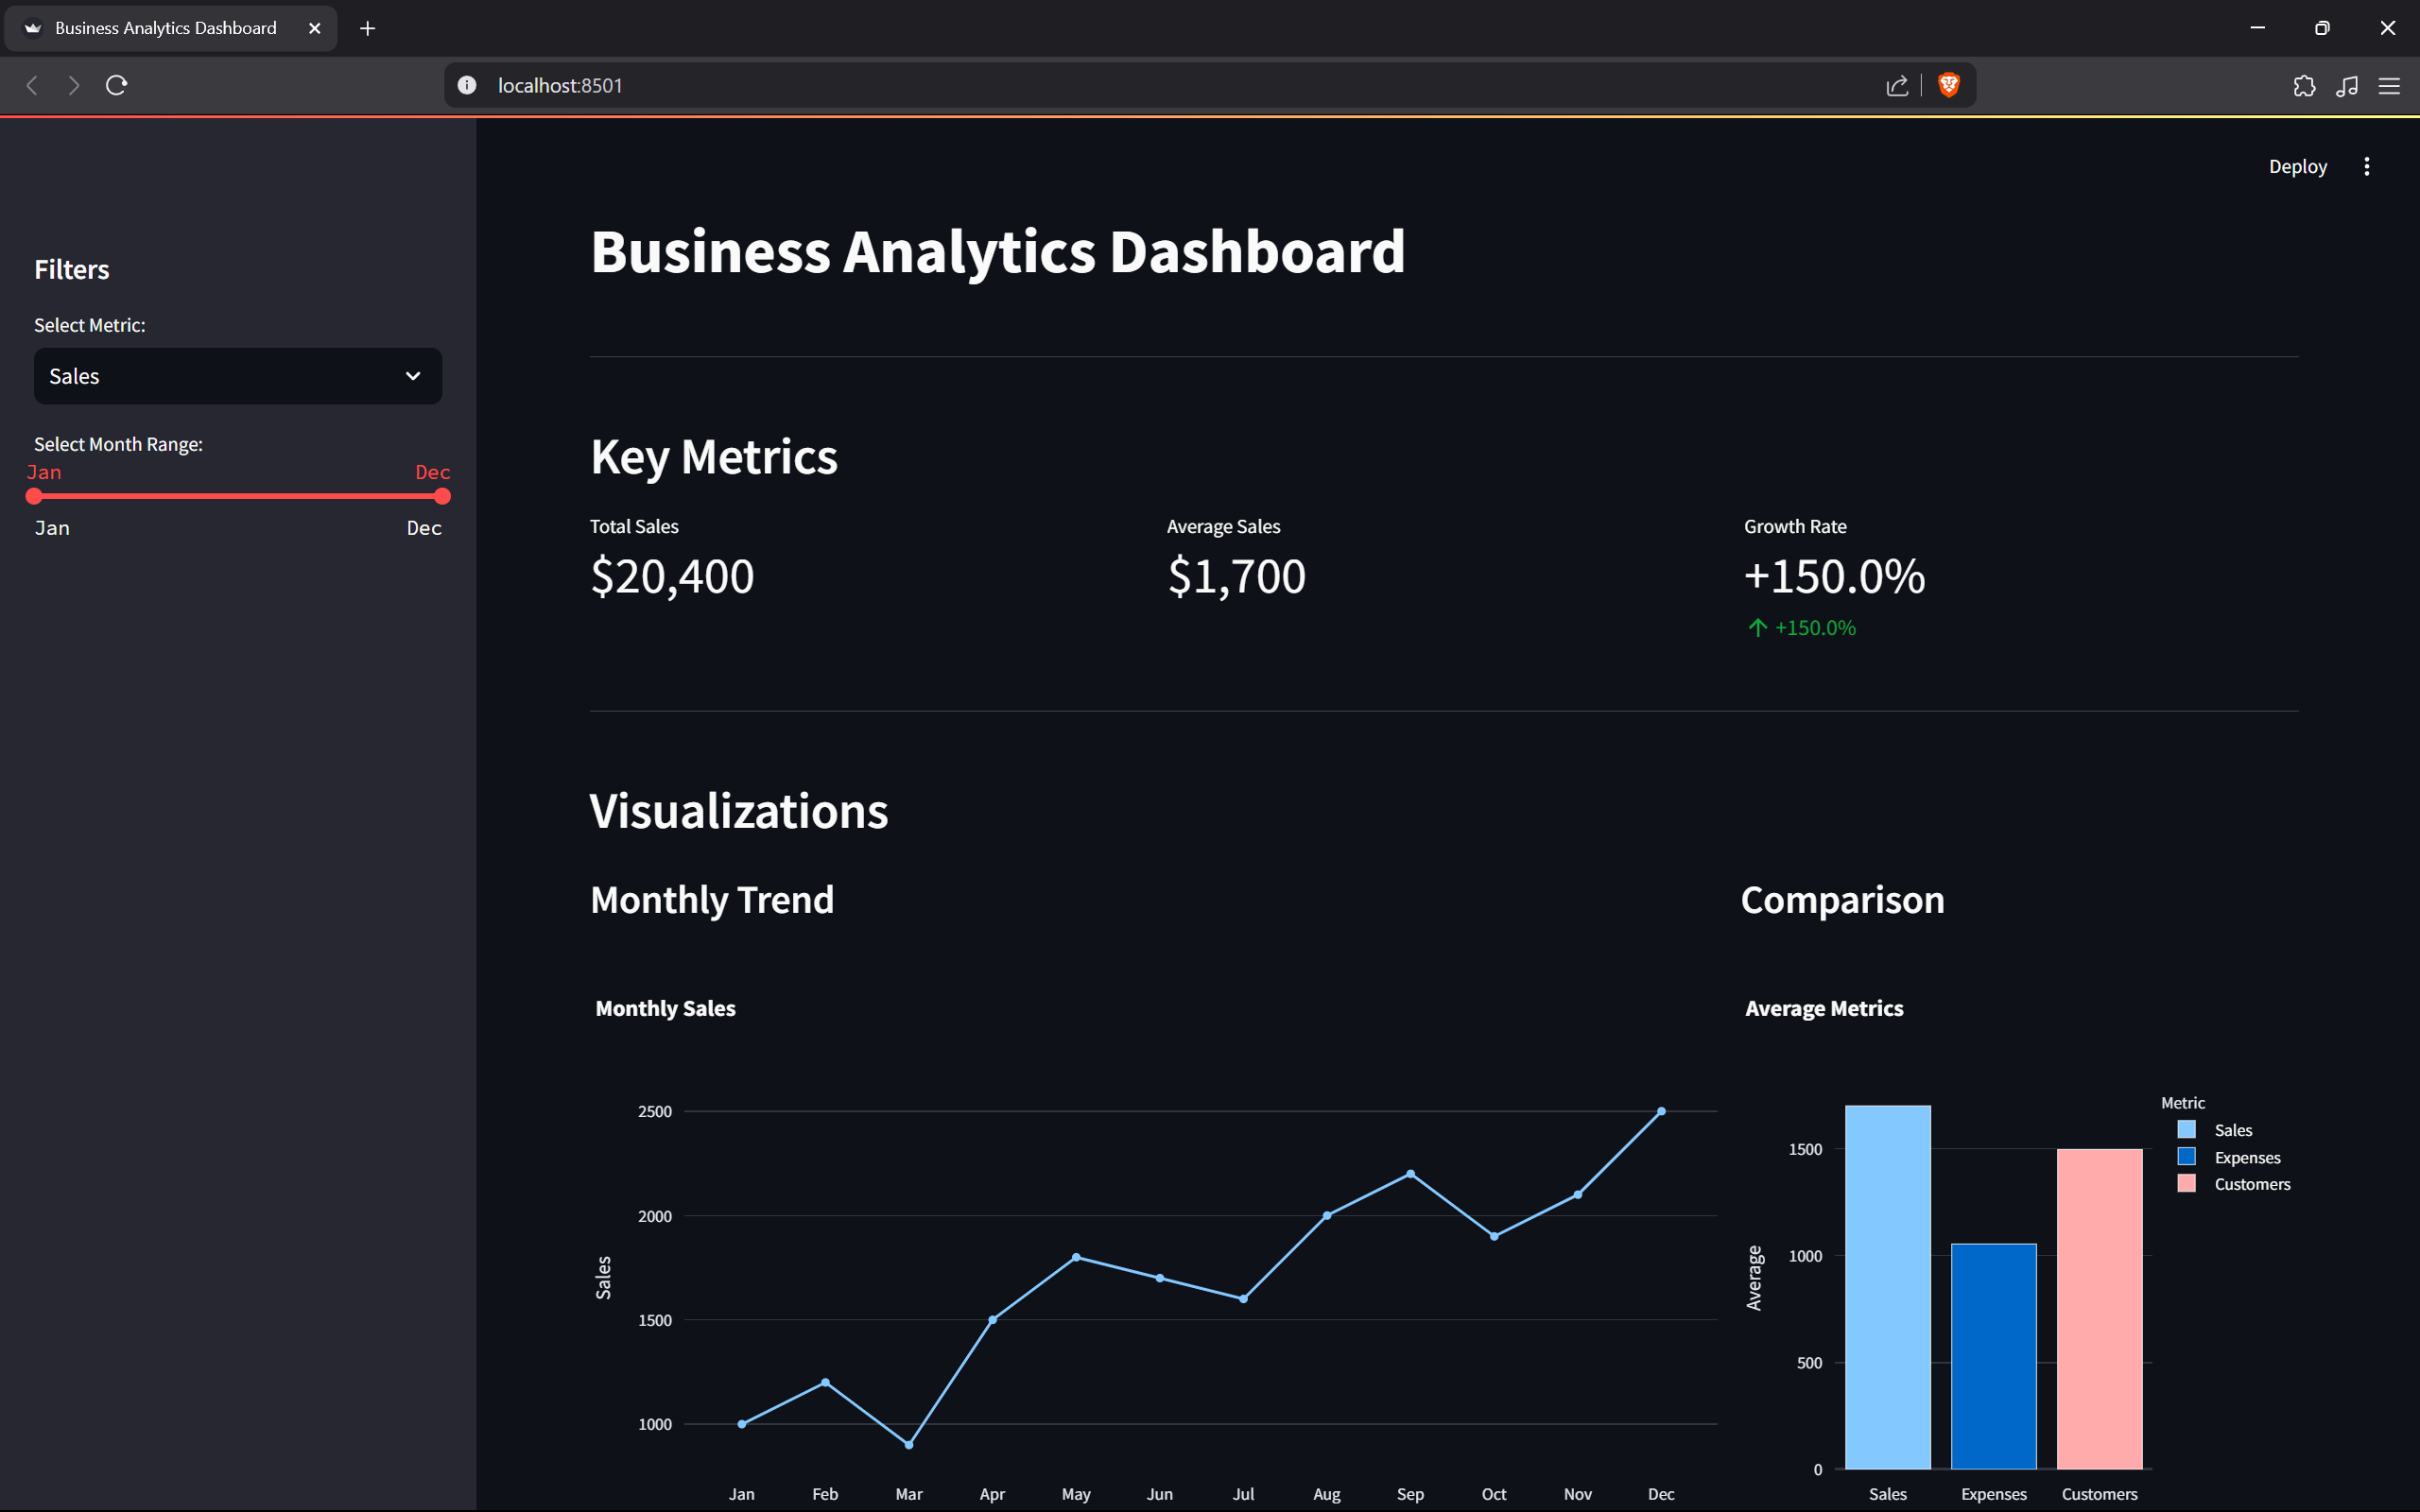 Business Analytics Dashboard
localhost:8501
Deploy
Filters
Select Metric:
Sales
Select Month Range:
Jan Dec
Jan Dec
Business Analytics Dashboard
Key Metrics
Total Sales
$20,400
Average Sales
$1,700
Growth Rate
+150.0%
+150.0%
Visualizations
Monthly Trend
Monthly Sales
2500
2000
1500
1000
Sales
Jan Feb Mar Apr May Jun Jul Aug Sep Oct Nov Dec
Comparison
Average Metrics
1500
1000
500
0
Average
Sales Expenses Customers
Metric
Sales
Expenses
Customers